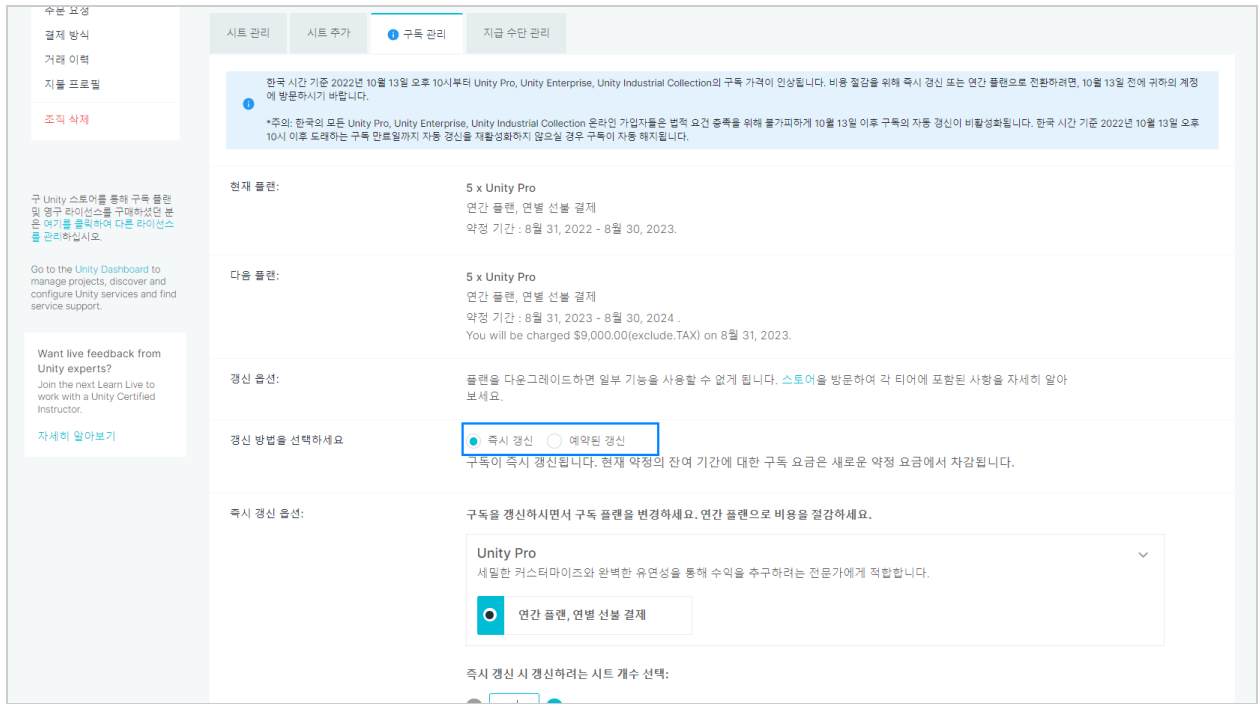 주문 요청
결제 방식
거래 이력
지불 프로필
조직 삭제
구 Unity 스토어를 통해 구독 플랜
및 영구 라이선스를 구매하셨던 분
은 여기를 클릭하여 다른 라이선스
를 관리하십시오.
Go to the Unity Dashboard to
manage projects, discover and
configure Unity services and find
service support.
Want live feedback from
Unity experts?
Join the next Learn Live to
work with a Unity Certified
Instructor.
자세히 알아보기
시트 관리
시트 추가
구독 관리
지급 수단 관리
한국 시간 기준 2022년 10월 13일 오후 10시부터 Unity Pro, Unity Enterprise, Unity Industrial Collection의 구독 가격이 인상됩니다. 비용 절감을 위해 즉시 갱신 또는 연간 플랜으로 전환하려면, 10월 13일 전에 귀하의 계정
에 방문하시기 바랍니다.
*주의: 한국의 모든 Unity Pro, Unity Enterprise, Unity Industrial Collection 온라인 가입자들은 법적 요건 충족을 위해 불가피하게 10월 13일 이후 구독의 자동 갱신이 비활성화됩니다. 한국 시간 기준 2022년 10월 13일 오후
10시 이후 도래하는 구독 만료일까지 자동 갱신을 재활성화하지 않으실 경우 구독이 자동 해지됩니다.
현재 플랜:
5 x Unity Pro
연간 플랜, 연별 선불 결제
약정 기간 : 8월 31, 2022 - 8월 30, 2023.
다음 플랜:
5 x Unity Pro
연간 플랜, 연별 선불 결제
약정 기간 : 8월 31, 2023 - 8월 30, 2024 .
You will be charged $9,000.00(exclude.TAX) on 8월 31, 2023.
갱신 옵션:
플랜을 다운그레이드하면 일부 기능을 사용할 수 없게 됩니다. 스토어을 방문하여 각 티어에 포함된 사항을 자세히 알아
보세요.
갱신 방법을 선택하세요
즉시 갱신 예약된 갱신
구독이 즉시 갱신됩니다. 현재 약정의 잔여 기간에 대한 구독 요금은 새로운 약정 요금에서 차감됩니다.
즉시 갱신 옵션:
구독을 갱신하시면서 구독 플랜을 변경하세요. 연간 플랜으로 비용을 절감하세요.
Unity Pro
세밀한 커스터마이즈와 완벽한 유연성을 통해 수익을 추구하려는 전문가에게 적합합니다.
연간 플랜, 연별 선불 결제
즉시 갱신 시 갱신하려는 시트 개수 선택: